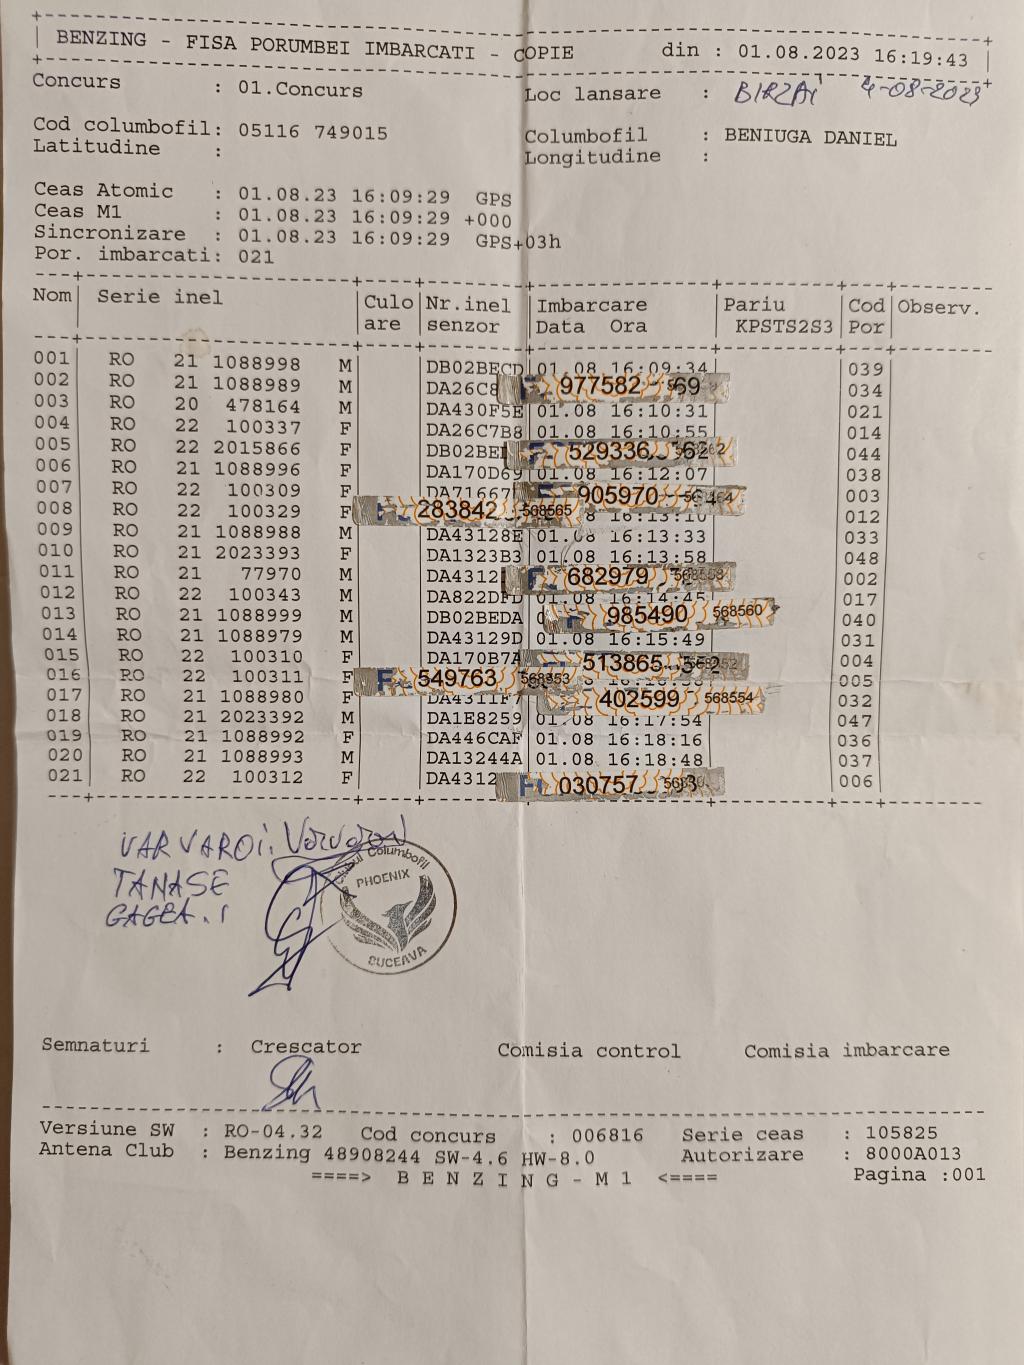 BENZING - FISA PORUMBEI IMBARCATI - COPIE din : 01.08.2023 16:19:43
Concurs : 01.Concurs Loc lansare : BIRZAI 4-08-2023
Cod columbofil: 05116 749015 Columbofil : BENIUGA DANIEL
Latitudine : Longitudine :
Ceas Atomic : 01.08.23 16:09:29 GPS
Ceas M1 : 01.08.23 16:09:29 +000
Sincronizare : 01.08.23 16:09:29 GPS+03h
Por. imbarcati: 021
Nom Serie inel Culo Nr.inel Imbarcare Pariu Cod Observ.
are senzor Data Ora KPSTS2S3 Por
001 RO 21 1088998 M DB02BECD 01.08 16:09:34 039
002 RO 21 1088989 M DA26C8 977582 69 034
003 RO 20 478164 M DA430F5E 01.08 16:10:31 021
004 RO 22 100337 F DA26C7B8 01.08 16:10:55 014
005 RO 22 2015866 F DB02BE 529336 044
006 RO 21 1088996 F DA170D69 01.08 16:12:07 038
007 RO 22 100309 F DA71667 905970 003
008 RO 22 100329 F 283842 568565 16:13:10 012
009 RO 21 1088988 M DA43128E 01.08 16:13:33 033
010 RO 21 2023393 F DA1323B3 01.08 16:13:58 048
011 RO 21 77970 M DA4312 682979 568558 002
012 RO 22 100343 M DA822DFD 01.08 16:14:45 017
013 RO 21 1088999 M DB02BEDA 985490 568560 040
014 RO 21 1088979 M DA43129D 01.08 16:15:49 031
015 RO 22 100310 F DA170B7A 513865 004
016 RO 22 100311 F 549763 568353 005
017 RO 21 1088980 F DA4311F7 402599 568554 032
018 RO 21 2023392 M DA1E8259 01.08 16:17:54 047
019 RO 21 1088992 F DA446CAF 01.08 16:18:16 036
020 RO 21 1088993 M DA13244A 01.08 16:18:48 037
021 RO 22 100312 F DA4312 030757 006
VARVAROI.
TANASE
GAGEA. I
Columbofil
PHOENIX
SUCEAVA
Semnaturi : Crescator Comisia control Comisia imbarcare
Versiune SW : RO-04.32 Cod concurs : 006816 Serie ceas : 105825
Antena Club : Benzing 48908244 SW-4.6 HW-8.0 Autorizare : 8000A013
====> B E N Z I N G - M 1 <==== Pagina :001